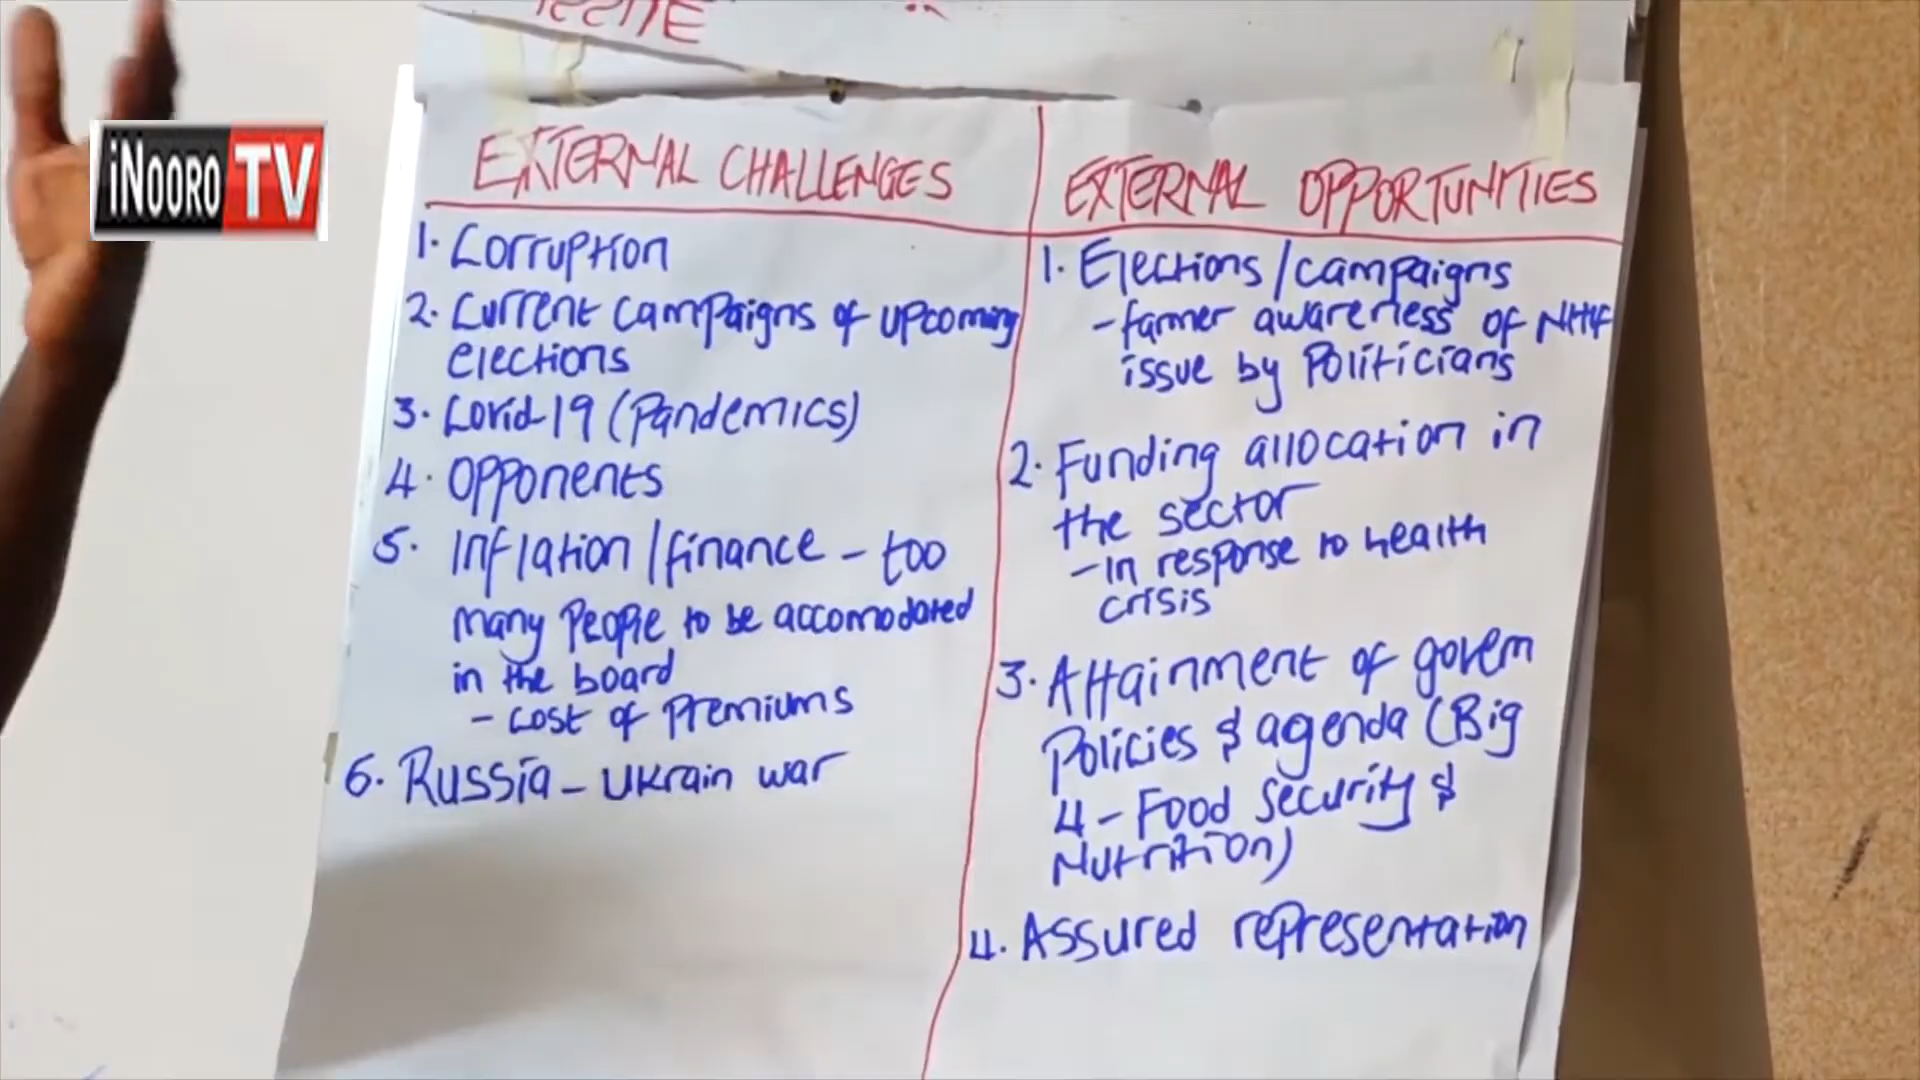 iNOORO TV
EXTERNAL CHALLENGES
1. Corruption
2. Current campaigns of upcoming
elections
3. Covid-19 (Pandemics)
4. Opponents
5. Inflation/finance - too
many people to be accomodated
in the board
- cost of premiums
6. Russia - Ukrain war
EXTERNAL OPPORTUNITIES
1. Elections/campaigns
- farmer awareness of NHIF
issue by politicians
2. Funding allocation in
the sector
- in response to health
crisis
3. Attainment of govern
policies & agenda (Big
4 - Food security &
Nutrition)
4. Assured representation